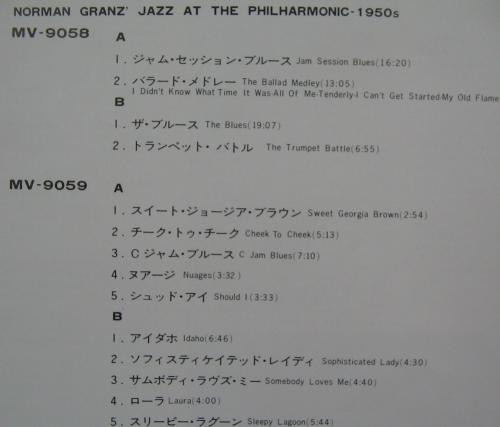 NORMAN GRANZ' JAZZ AT THE PHILHARMONIC-1950s
MV-9058 A
1. ジャム・セッション・ブルース Jam Session Blues(16:20)
2. バラード・メドレー The Ballad Medley(13:05)
I Didn't Know What Time It Was-All Of Me-Tenderly-I Can't Get Started-My Old Flame
B
1. ザ・ブルース The Blues(19:07)
2. トランペット・バトル The Trumpet Battle(6:55)
MV-9059 A
1. スイート・ジョージア・ブラウン Sweet Georgia Brown(2:54)
2. チーク・トゥ・チーク Cheek To Cheek(5:13)
3. C ジャム・ブルース C Jam Blues(7:10)
4. ヌアージ Nuages(3:32)
5. シュッド・アイ Should I(3:33)
B
1. アイダホ Idaho(6:46)
2. ソフィスティケイテッド・レイディ Sophisticated Lady(4:30)
3. サムボディ・ラヴズ・ミー Somebody Loves Me(4:40)
4. ローラ Laura(4:00)
5. スリーピー・ラグーン Sleepy Lagoon(5:44)